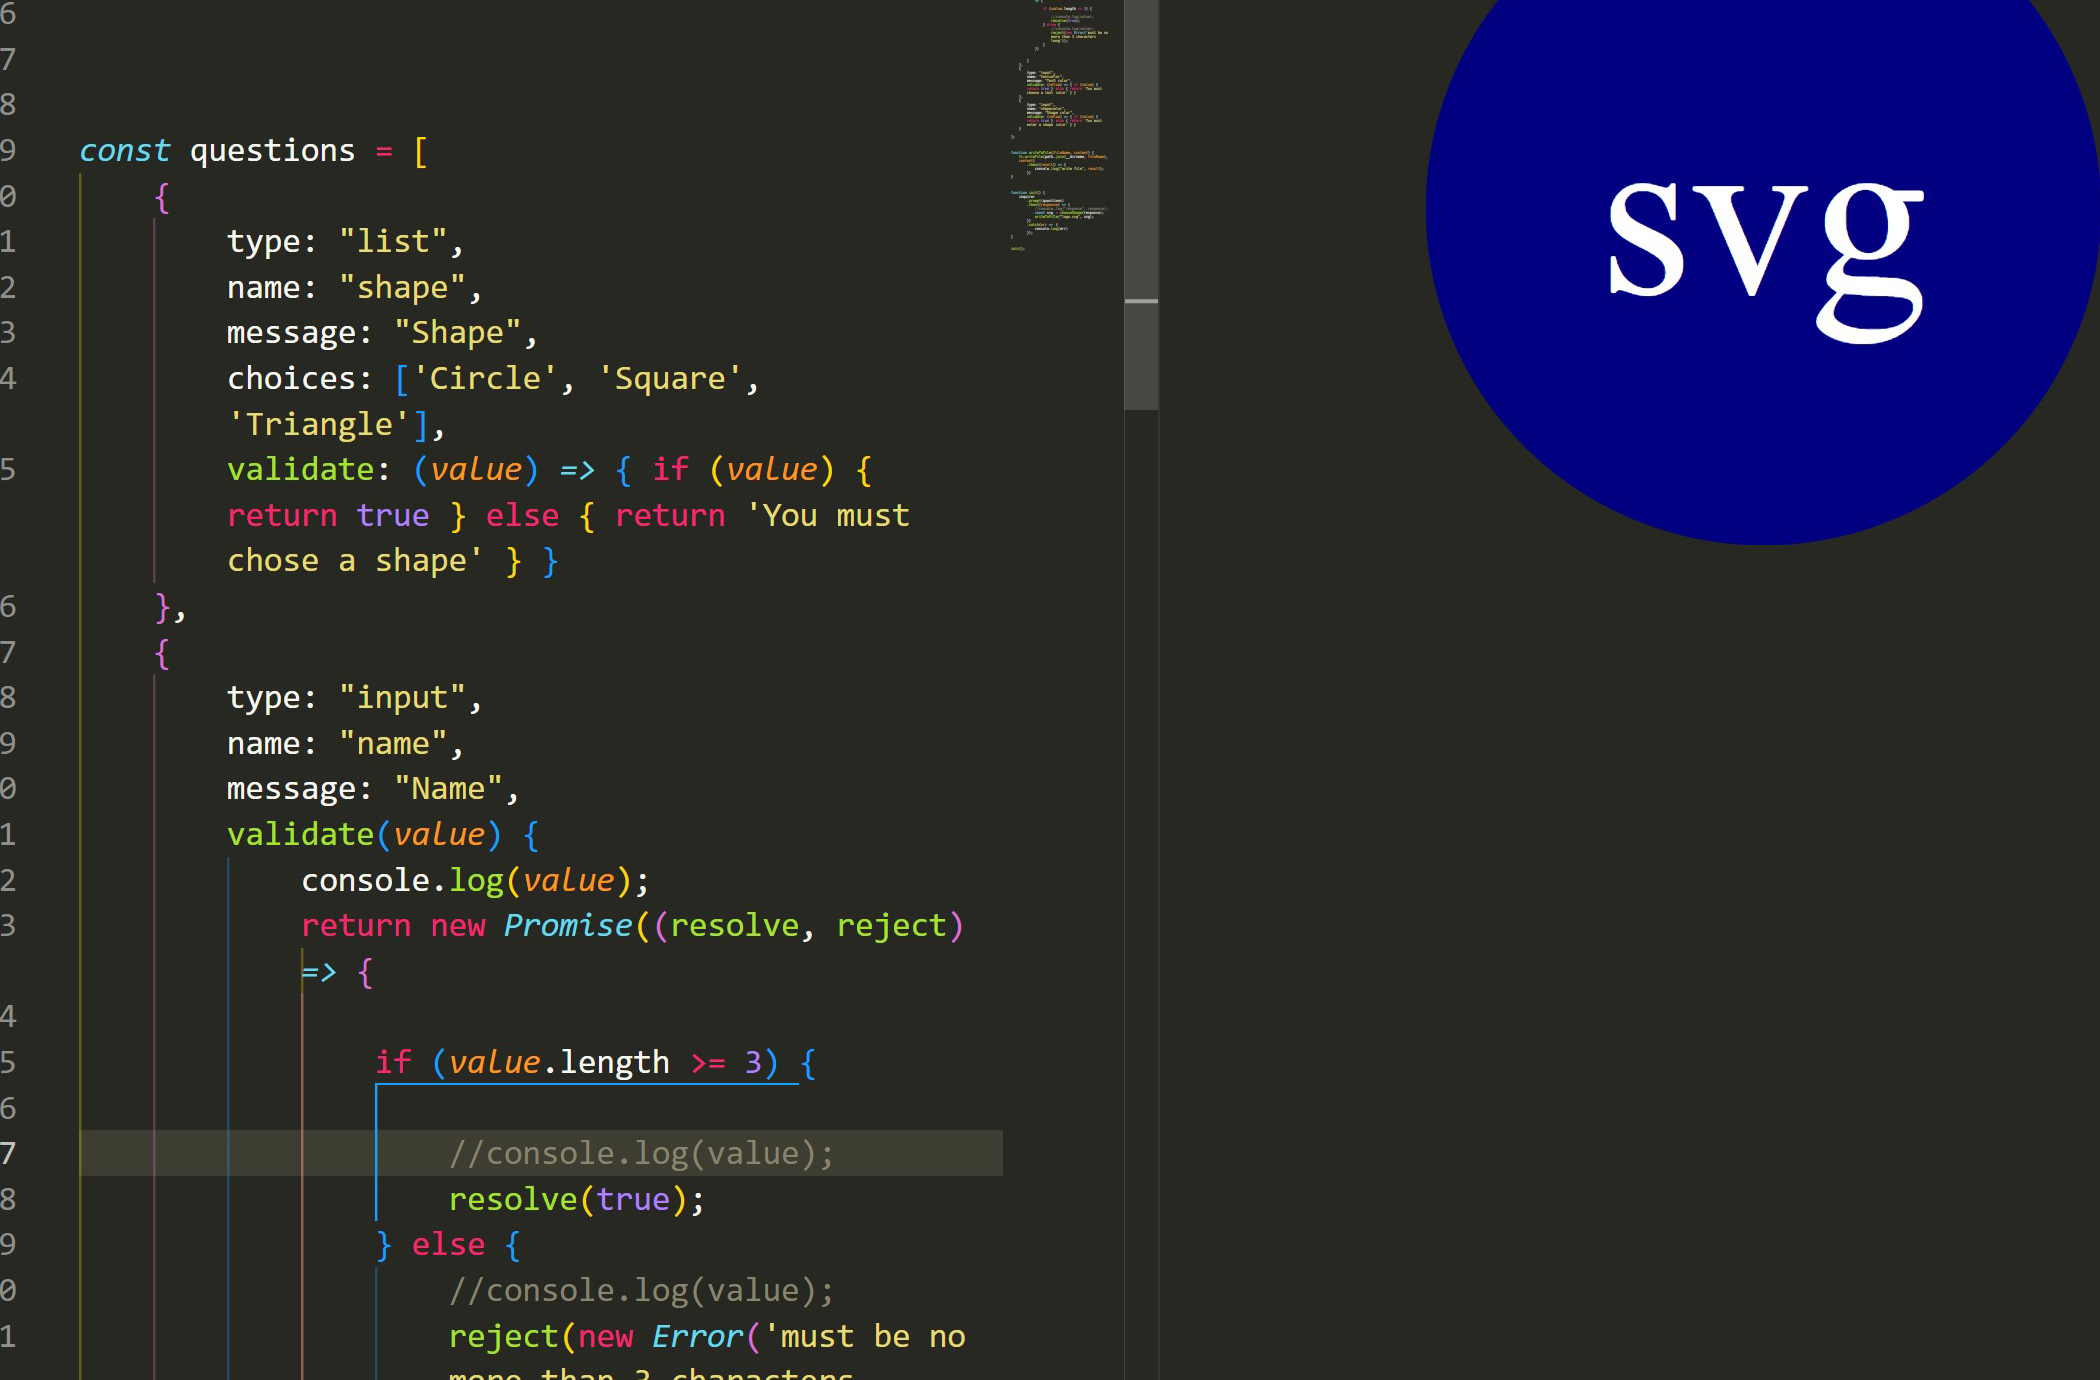 6
7
8
9 const questions = [
0 {
1 type: "list",
2 name: "shape",
3 message: "Shape",
4 choices: ['Circle', 'Square',
'Triangle'],
5 validate: (value) => { if (value) {
return true } else { return 'You must
chose a shape' } }
6 },
7 {
8 type: "input",
9 name: "name",
0 message: "Name",
1 validate(value) {
2 console.log(value);
3 return new Promise((resolve, reject)
=> {
4
5 if (value.length >= 3) {
6
7 //console.log(value);
8 resolve(true);
9 } else {
0 //console.log(value);
1 reject(new Error('must be no
more than 3 characters
svg